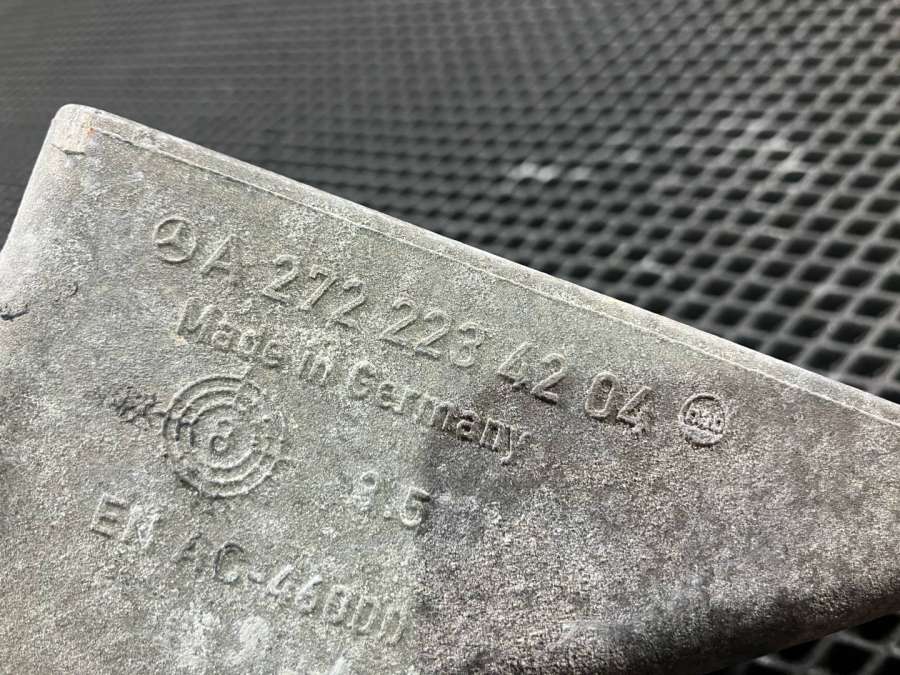 A 272 223 42 04
Made in Germany
9.5
EN AC-46000